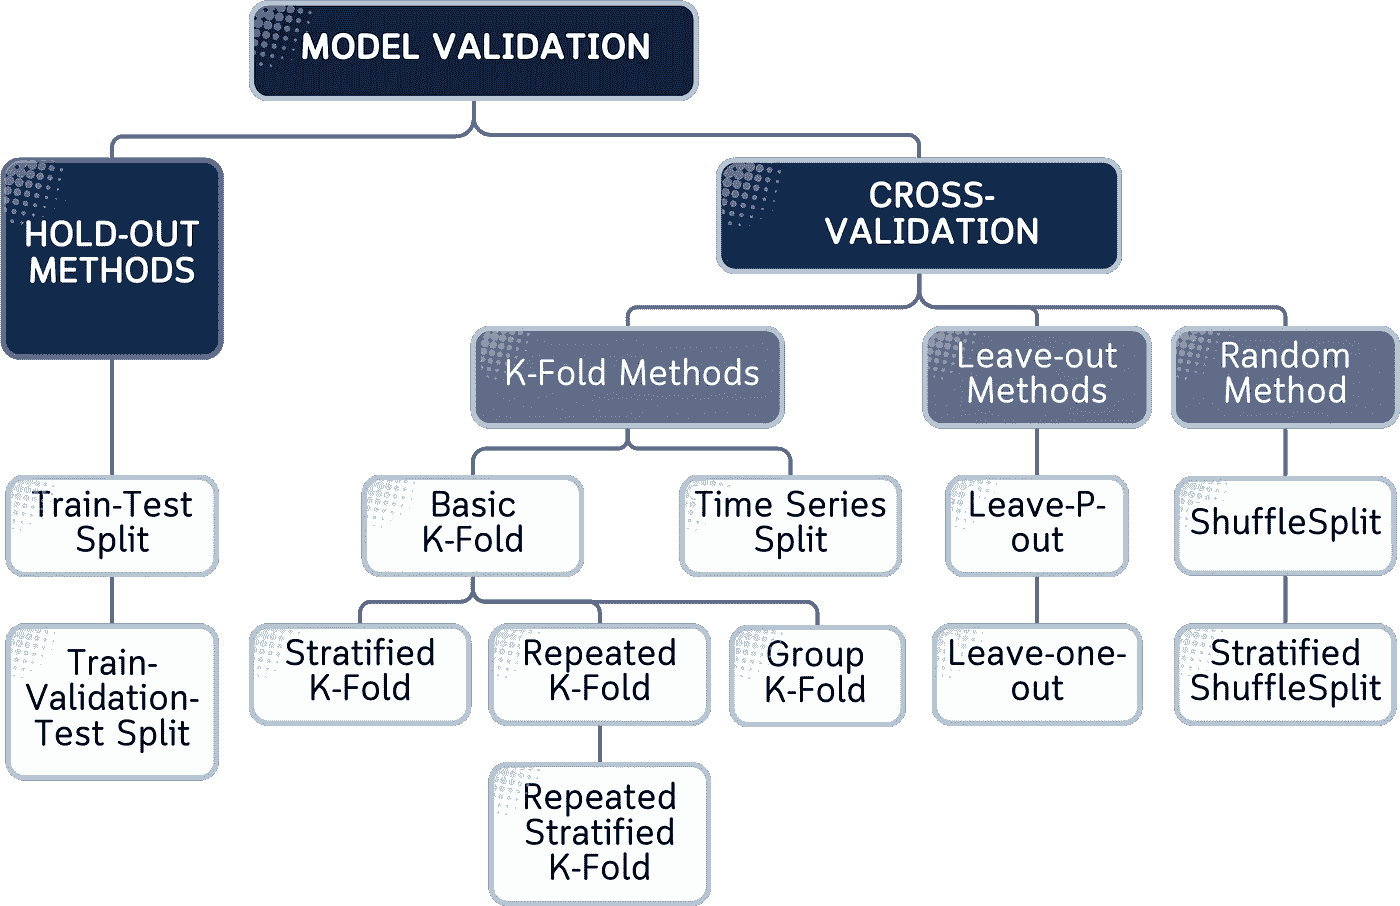 MODEL VALIDATION
HOLD-OUT
METHODS
CROSS-
VALIDATION
K-Fold Methods
Leave-out
Methods
Random
Method
Train-Test
Split
Basic
K-Fold
Time Series
Split
Leave-P-
out
ShuffleSplit
Train-
Validation-
Test Split
Stratified
K-Fold
Repeated
K-Fold
Group
K-Fold
Leave-one-
out
Stratified
ShuffleSplit
Repeated
Stratified
K-Fold